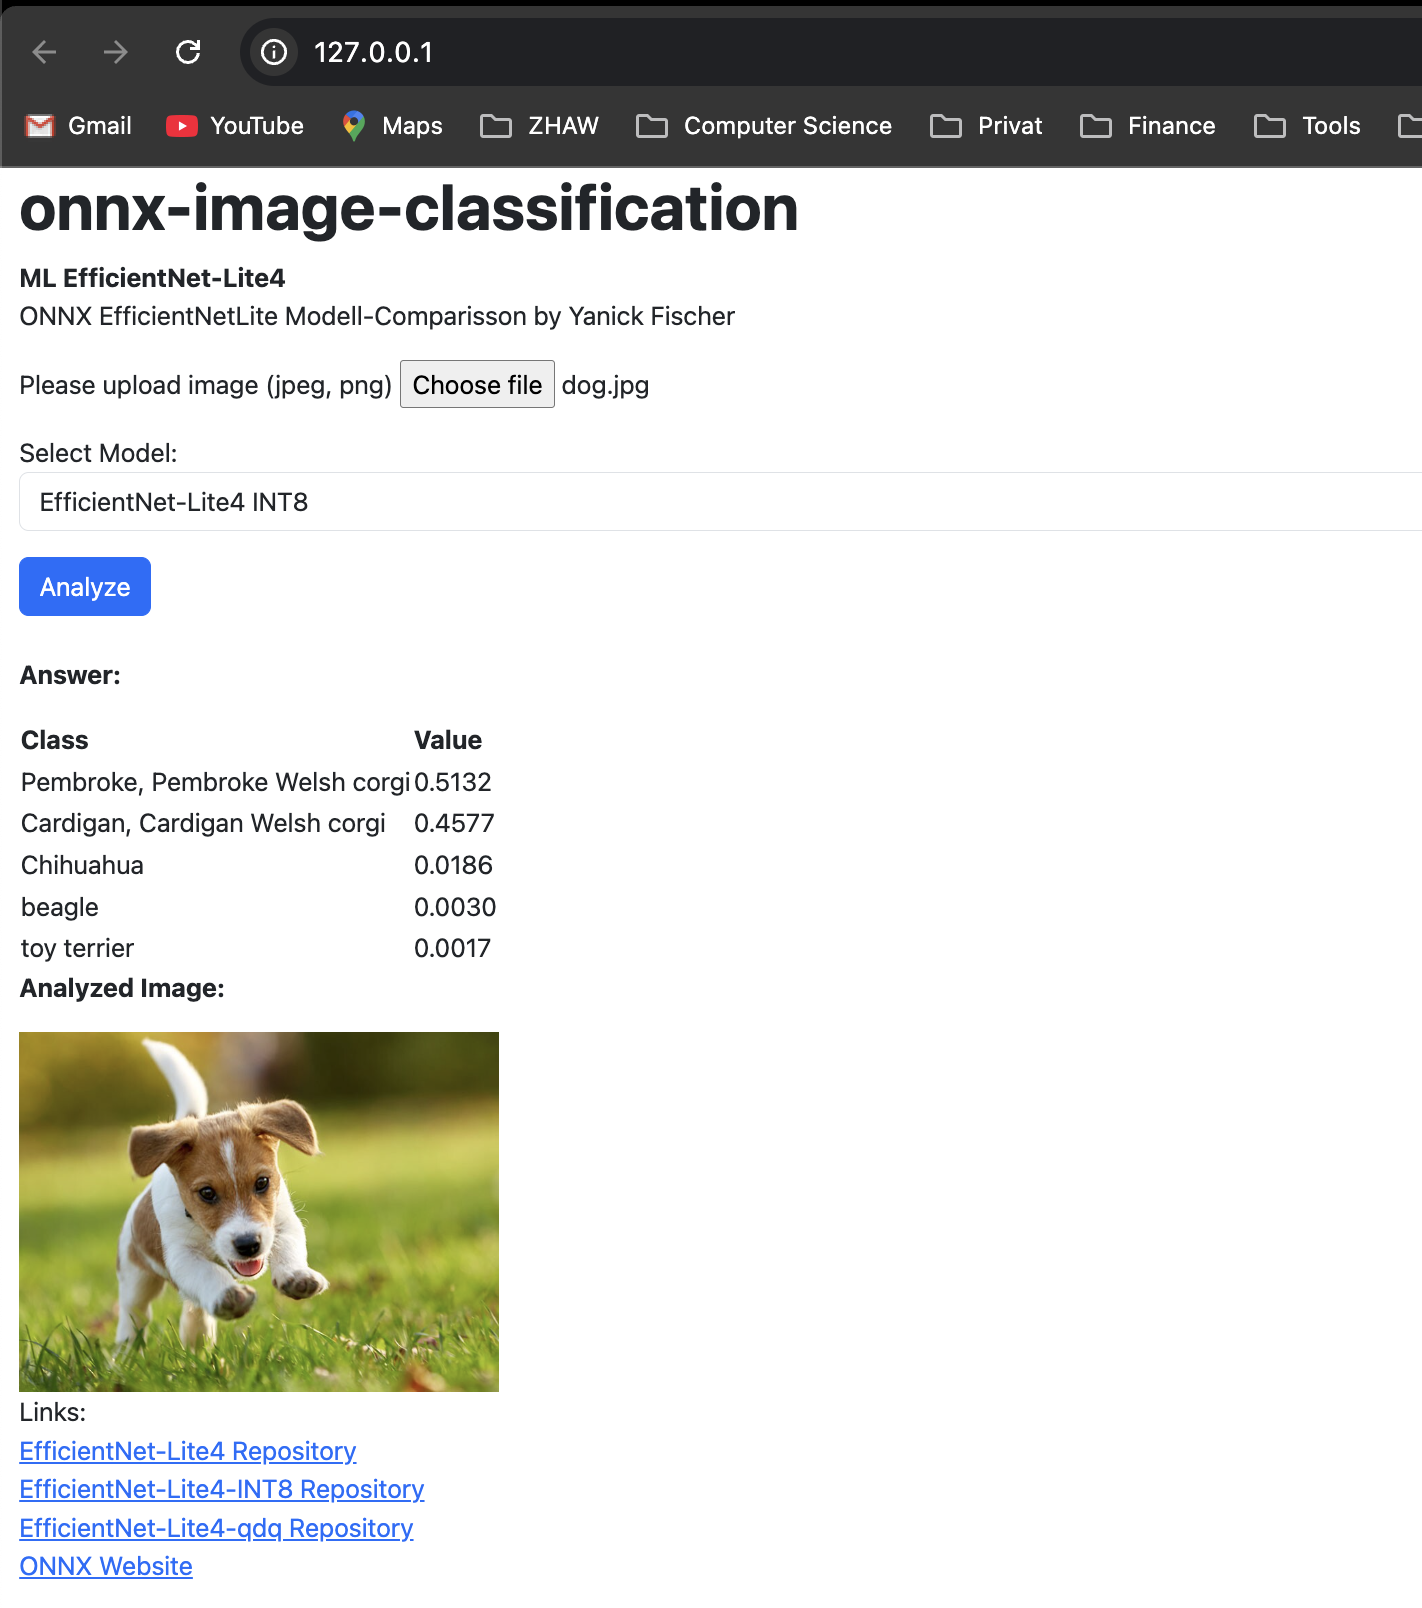 127.0.0.1
Gmail YouTube Maps ZHAW Computer Science Privat Finance Tools
onnx-image-classification
ML EfficientNet-Lite4
ONNX EfficientNetLite Modell-Comparisson by Yanick Fischer
Please upload image (jpeg, png) Choose file dog.jpg
Select Model:
EfficientNet-Lite4 INT8
Analyze
Answer:
Class Value
Pembroke, Pembroke Welsh corgi 0.5132
Cardigan, Cardigan Welsh corgi 0.4577
Chihuahua 0.0186
beagle 0.0030
toy terrier 0.0017
Analyzed Image:
Links:
EfficientNet-Lite4 Repository
EfficientNet-Lite4-INT8 Repository
EfficientNet-Lite4-qdq Repository
ONNX Website